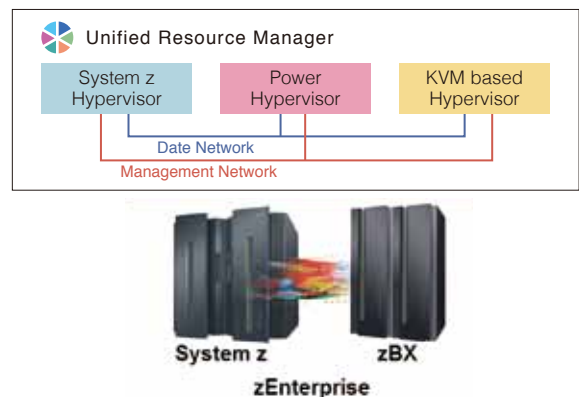 Unified Resource Manager
System z
Hypervisor
Power
Hypervisor
KVM based
Hypervisor
Date Network
Management Network
System z
zBX
zEnterprise